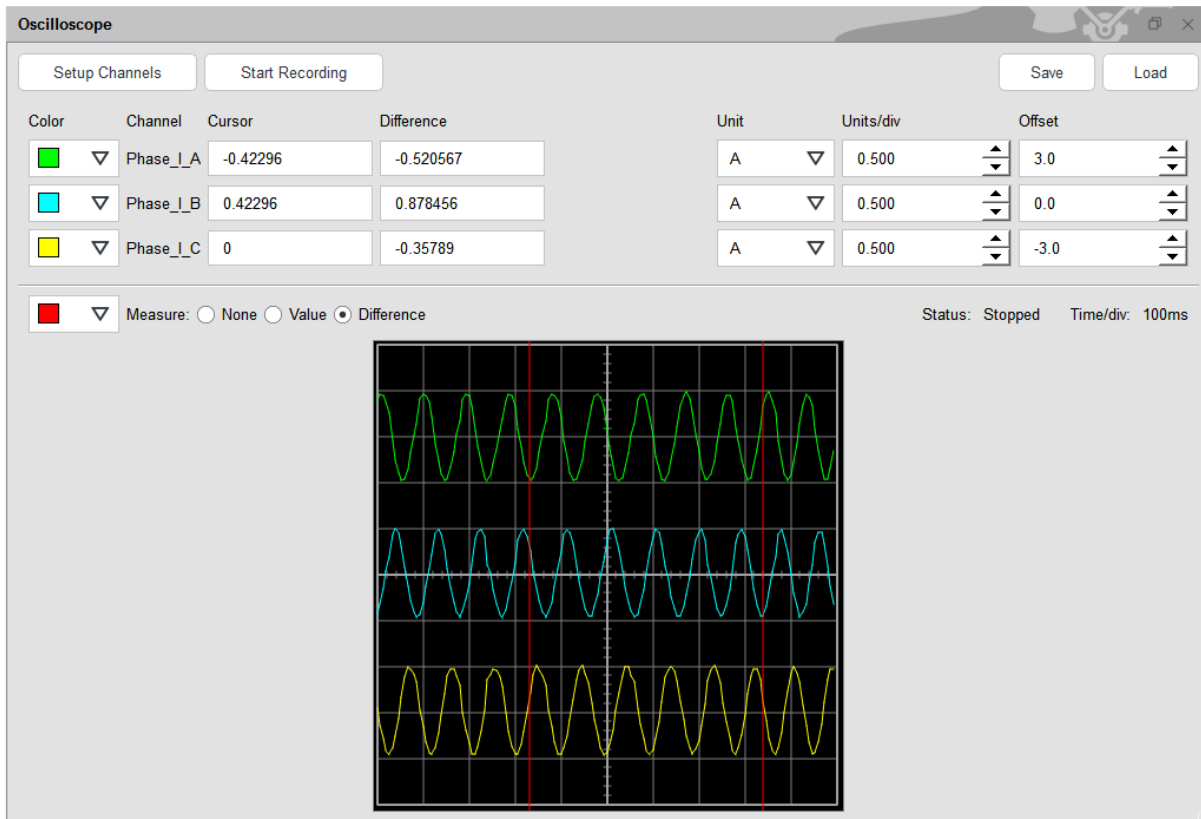 Oscilloscope
Setup Channels Start Recording Save Load
Color Channel Cursor Difference Unit Units/div Offset
Phase_I_A -0.42296 -0.520567 A 0.500 3.0
Phase_I_B 0.42296 0.878456 A 0.500 0.0
Phase_I_C 0 -0.35789 A 0.500 -3.0
Measure: None Value Difference Status: Stopped Time/div: 100ms